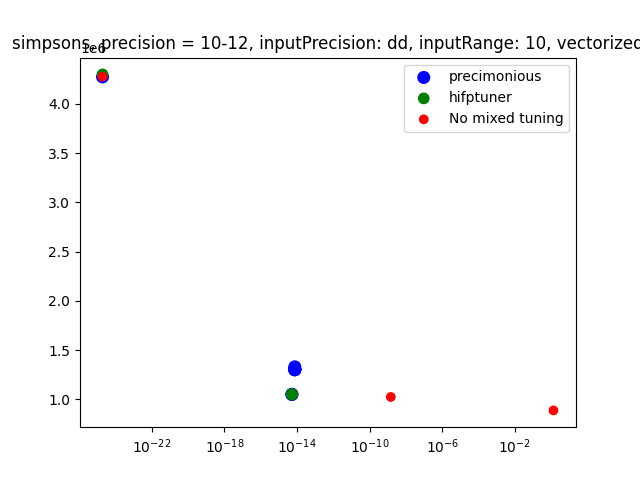 simpsons, precision = 10-12, inputPrecision: dd, inputRange: 10, vectorized
1e6
precimonious
hifptuner
No mixed tuning
4.0
3.5
3.0
2.5
2.0
1.5
1.0
10⁻²² 10⁻¹⁸ 10⁻¹⁴ 10⁻¹⁰ 10⁻⁶ 10⁻²